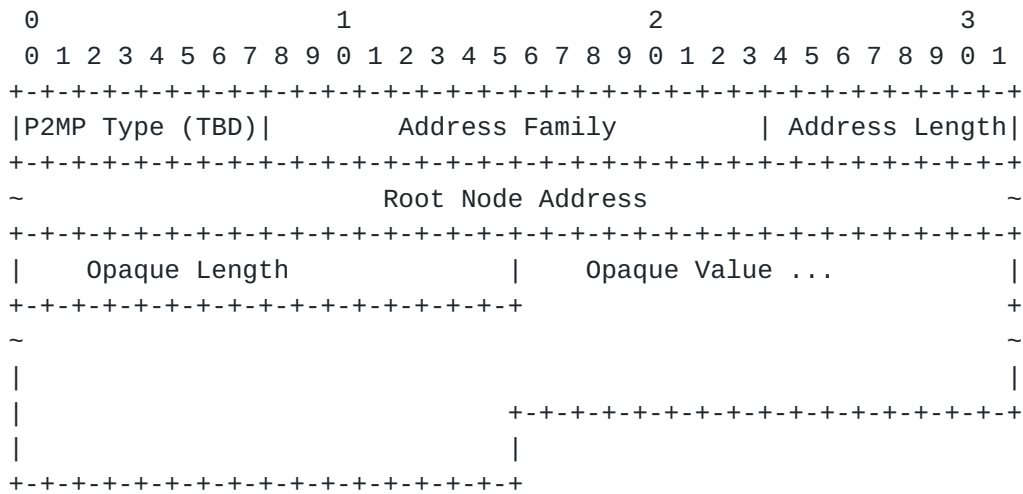 0                   1                   2                   3
 0 1 2 3 4 5 6 7 8 9 0 1 2 3 4 5 6 7 8 9 0 1 2 3 4 5 6 7 8 9 0 1
+-+-+-+-+-+-+-+-+-+-+-+-+-+-+-+-+-+-+-+-+-+-+-+-+-+-+-+-+-+-+-+-+
|P2MP Type (TBD)|        Address Family         | Address Length|
+-+-+-+-+-+-+-+-+-+-+-+-+-+-+-+-+-+-+-+-+-+-+-+-+-+-+-+-+-+-+-+-+
~                       Root Node Address                       ~
+-+-+-+-+-+-+-+-+-+-+-+-+-+-+-+-+-+-+-+-+-+-+-+-+-+-+-+-+-+-+-+-+
|    Opaque Length              |    Opaque Value ...           |
+-+-+-+-+-+-+-+-+-+-+-+-+-+-+-+-+                               +
~                                                               ~
|                                                               |
|                               +-+-+-+-+-+-+-+-+-+-+-+-+-+-+-+-+
|                               |
+-+-+-+-+-+-+-+-+-+-+-+-+-+-+-+-+